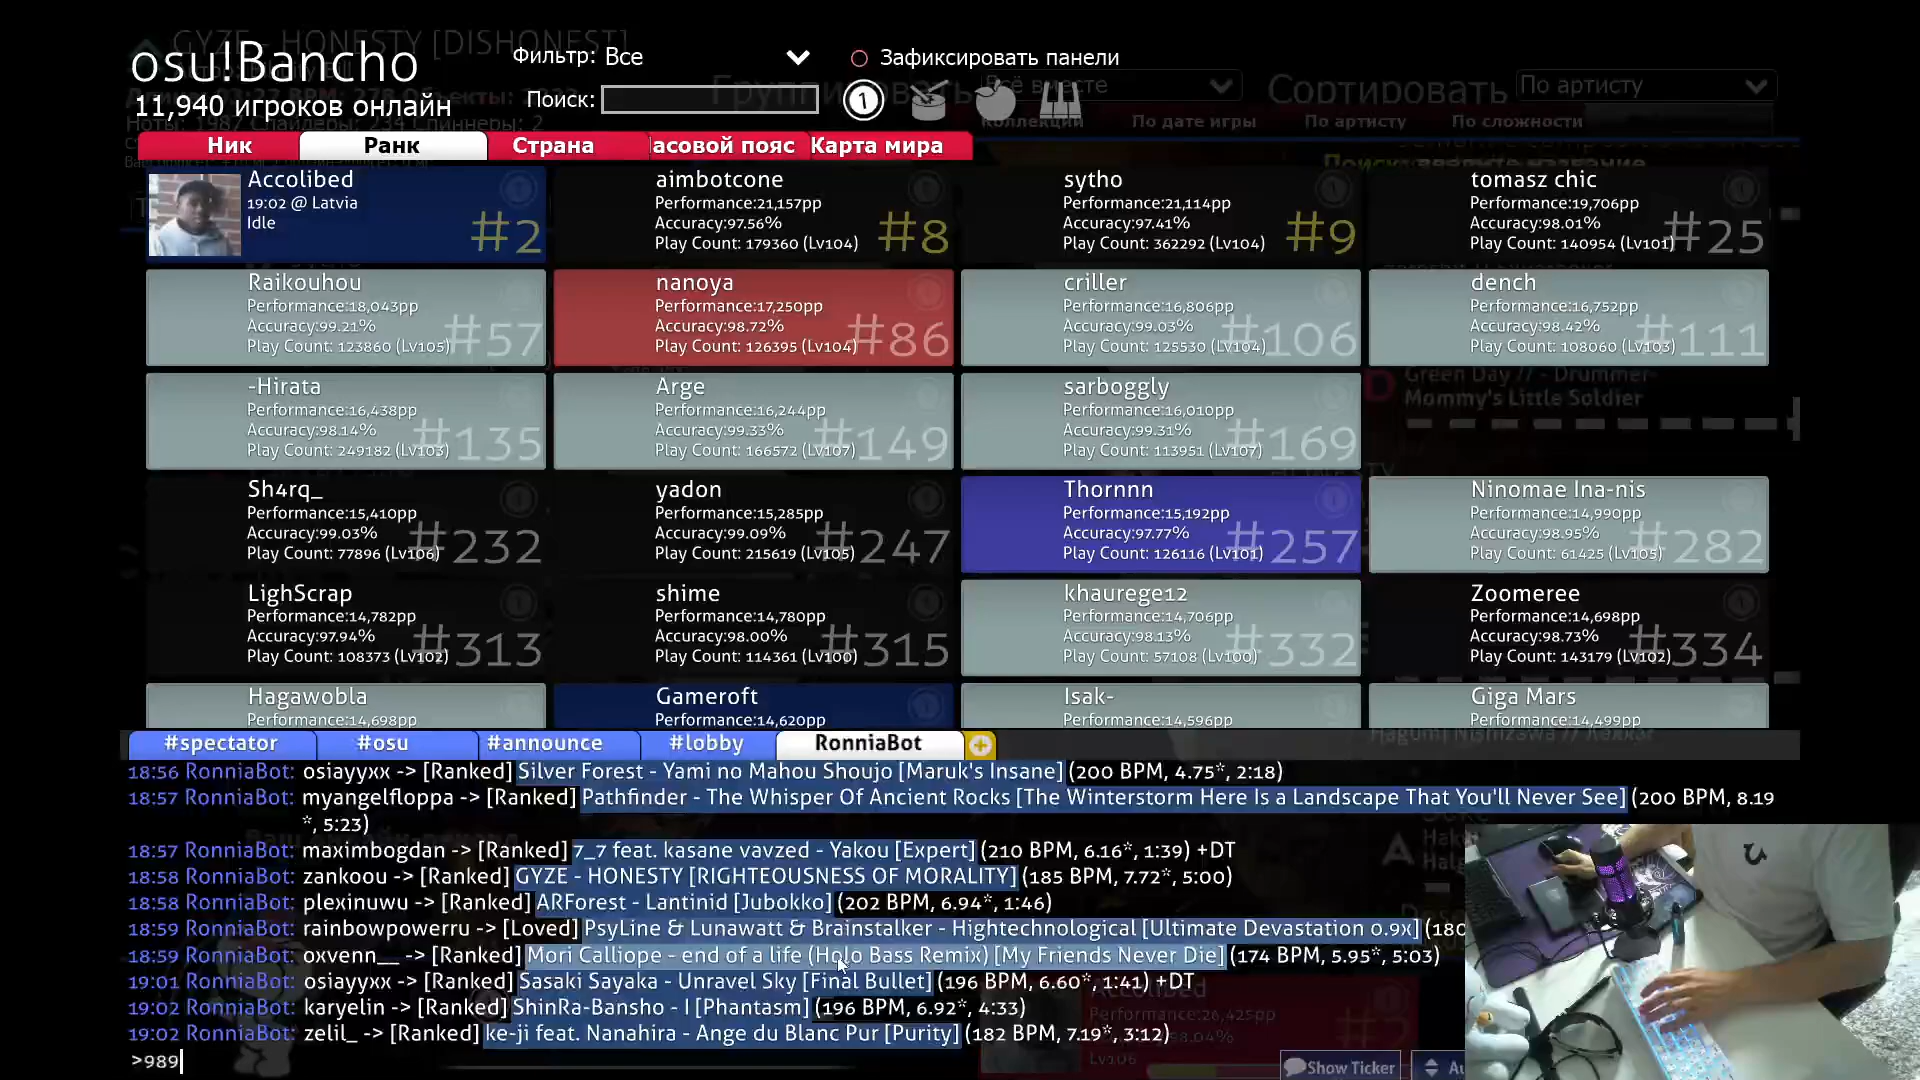 osu!Bancho
11,940 игроков онлайн
Фильтр: Все
Зафиксировать панели
Поиск:
GYZE - HONESTY [DISHONEST]
Группировать
Всё вместе
Сортировать
По артисту
Коллекции
По дате игры
По артисту
По сложности
Ник
Ранк
Страна
асовой пояс
Карта мира
Accolibed
19:02 @ Latvia
Idle
#2
aimbotcone
Performance:21,157pp
Accuracy:97.56%
Play Count: 179360 (Lv104)
#8
sytho
Performance:21,114pp
Accuracy:97.41%
Play Count: 362292 (Lv104)
#9
tomasz chic
Performance:19,706pp
Accuracy:98.01%
Play Count: 140954 (Lv101)
#25
Raikouhou
Performance:18,043pp
Accuracy:99.21%
Play Count: 123860 (Lv105)
#57
nanoya
Performance:17,250pp
Accuracy:98.72%
Play Count: 126395 (Lv104)
#86
criller
Performance:16,806pp
Accuracy:99.03%
Play Count: 125530 (Lv104)
#106
dench
Performance:16,752pp
Accuracy:98.42%
Play Count: 108060 (Lv103)
#111
-Hirata
Performance:16,438pp
Accuracy:98.14%
Play Count: 249182 (Lv103)
#135
Arge
Performance:16,244pp
Accuracy:99.33%
Play Count: 166572 (Lv107)
#149
sarboggly
Performance:16,010pp
Accuracy:99.31%
Play Count: 113951 (Lv107)
#169
Green Day // - Drummer-
Mommy's Little Soldier
Sh4rq_
Performance:15,410pp
Accuracy:99.03%
Play Count: 77896 (Lv106)
#232
yadon
Performance:15,285pp
Accuracy:99.09%
Play Count: 215619 (Lv105)
#247
Thornnn
Performance:15,192pp
Accuracy:97.77%
Play Count: 126116 (Lv101)
#257
Ninomae Ina-nis
Performance:14,990pp
Accuracy:98.95%
Play Count: 61425 (Lv105)
#282
LighScrap
Performance:14,782pp
Accuracy:97.94%
Play Count: 108373 (Lv102)
#313
shime
Performance:14,780pp
Accuracy:98.00%
Play Count: 114361 (Lv100)
#315
khaurege12
Performance:14,706pp
Accuracy:98.13%
Play Count: 57108 (Lv100)
#332
Zoomeree
Performance:14,698pp
Accuracy:98.73%
Play Count: 143179 (Lv102)
#334
Hagawobla
Performance:14,698pp
Gameroft
Performance:14,620pp
Isak-
Performance:14,596pp
Giga Mars
Performance:14,499pp
#spectator
#osu
#announce
#lobby
RonniaBot
18:56 RonniaBot: osiayyxx -> [Ranked] Silver Forest - Yami no Mahou Shoujo [Maruk's Insane] (200 BPM, 4.75*, 2:18)
18:57 RonniaBot: myangelfloppa -> [Ranked] Pathfinder - The Whisper Of Ancient Rocks [The Winterstorm Here Is a Landscape That You'll Never See] (200 BPM, 8.19
*, 5:23)
18:57 RonniaBot: maximbogdan -> [Ranked] 7_7 feat. kasane vavzed - Yakou [Expert] (210 BPM, 6.16*, 1:39) +DT
18:58 RonniaBot: zankoou -> [Ranked] GYZE - HONESTY [RIGHTEOUSNESS OF MORALITY] (185 BPM, 7.72*, 5:00)
18:58 RonniaBot: plexinuwu -> [Ranked] ARForest - Lantinid [Jubokko] (202 BPM, 6.94*, 1:46)
18:59 RonniaBot: rainbowpowerru -> [Loved] PsyLine & Lunawatt & Brainstalker - Hightechnological [Ultimate Devastation 0.9x] (180
18:59 RonniaBot: oxvenn__ -> [Ranked] Mori Calliope - end of a life (Holo Bass Remix) [My Friends Never Die] (174 BPM, 5.95*, 5:03)
19:01 RonniaBot: osiayyxx -> [Ranked] Sasaki Sayaka - Unravel Sky [Final Bullet] (196 BPM, 6.60*, 1:41) +DT
19:02 RonniaBot: karyelin -> [Ranked] ShinRa-Bansho - I [Phantasm] (196 BPM, 6.92*, 4:33)
19:02 RonniaBot: zelil_ -> [Ranked] ke-ji feat. Nanahira - Ange du Blanc Pur [Purity] (182 BPM, 7.19*, 3:12)
>989
Show Ticker
Au